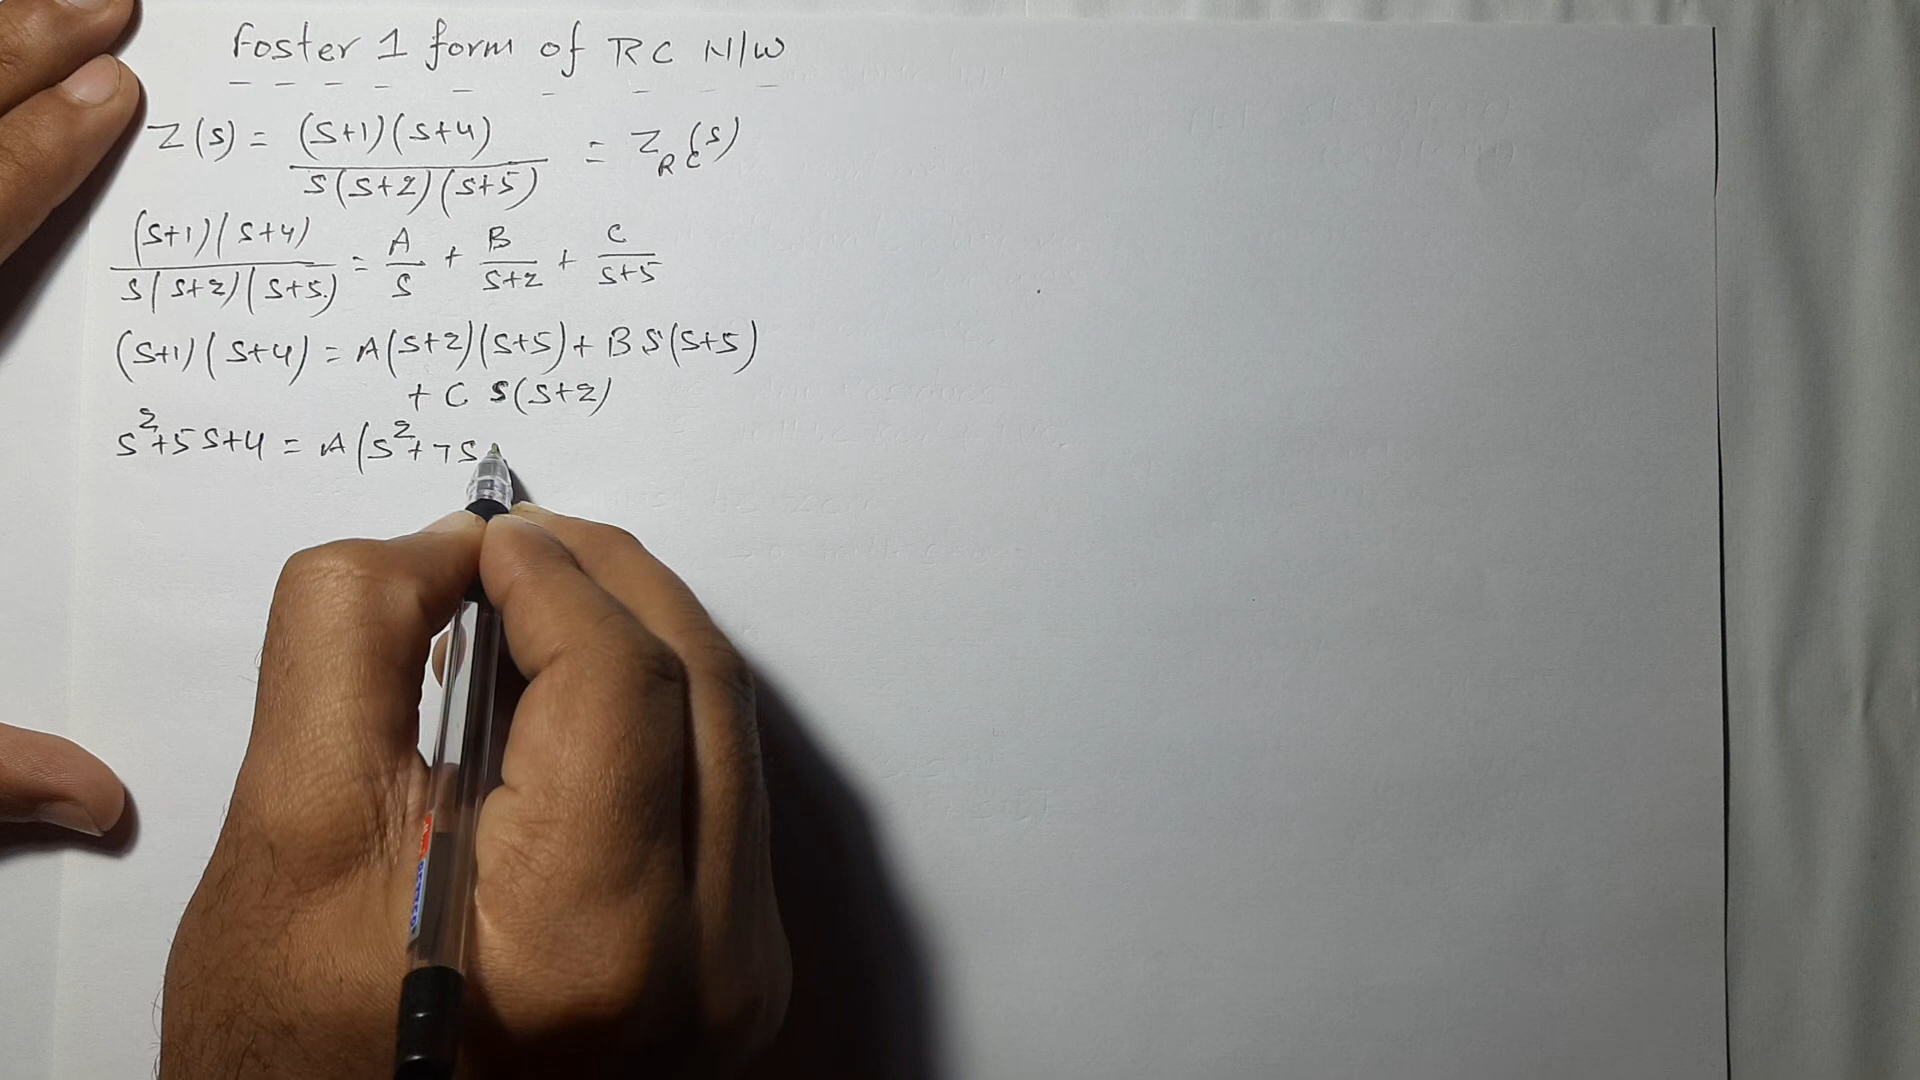 Foster 1 form of RC N/W
Z(s) = (S+1)(S+4) / S(S+2)(S+5) = Z_RC(s)
(S+1)(S+4) / S(S+2)(S+5) = A/S + B/S+2 + C/S+5
(S+1)(S+4) = A(S+2)(S+5) + B S(S+5)
+ C S(S+2)
S²+5S+4 = A(S²+7S